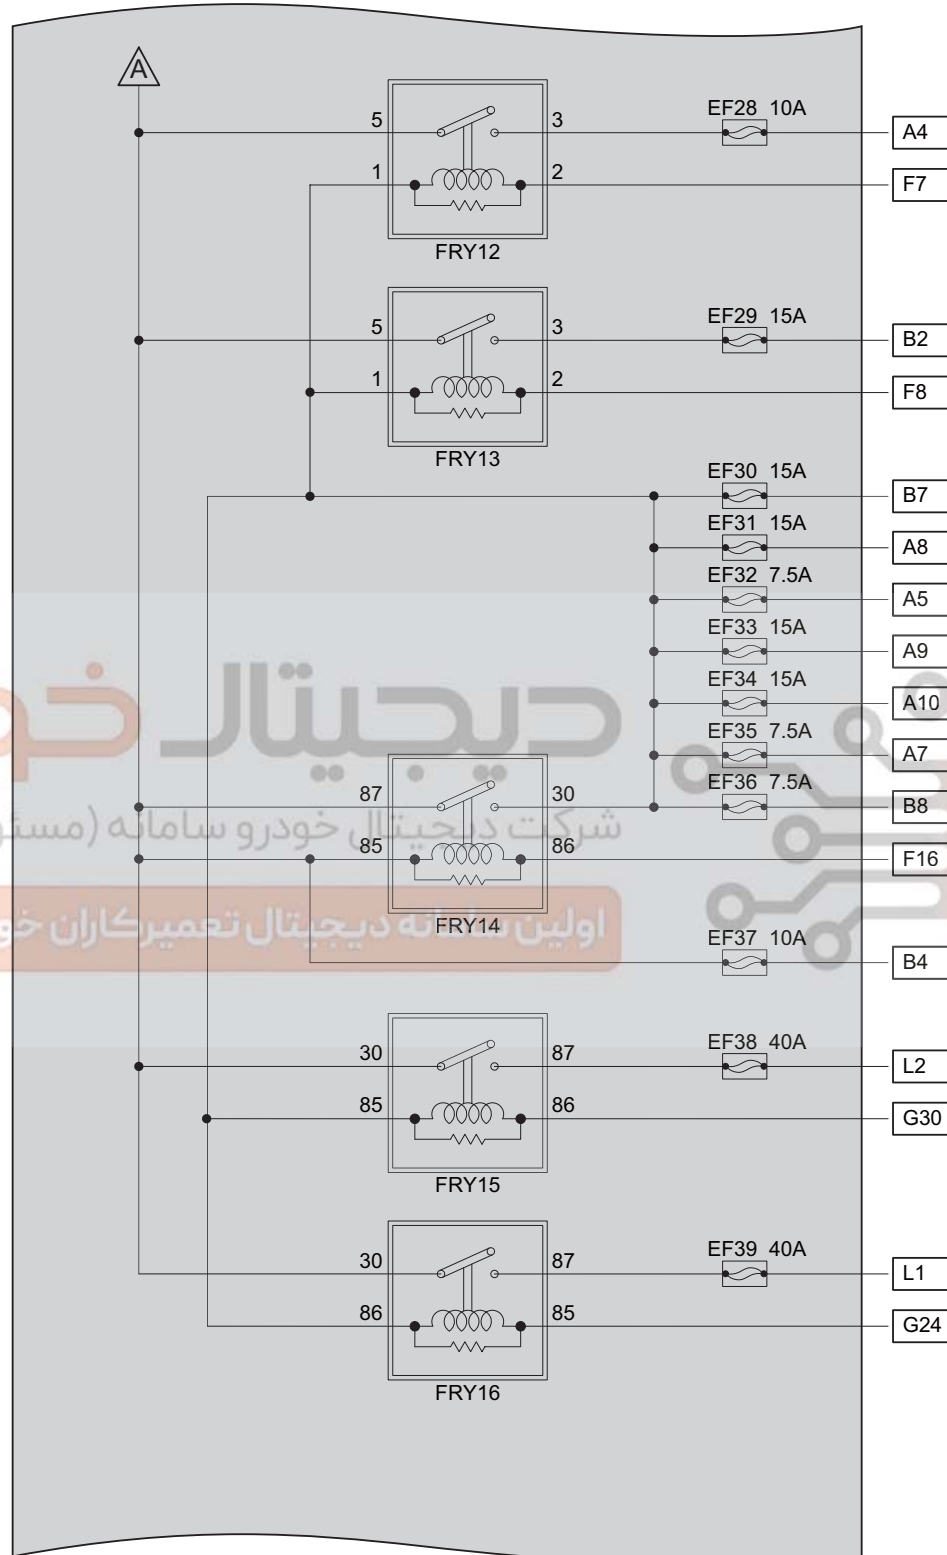 A
5 3 EF28 10A A4
1 2 F7
FRY12
5 3 EF29 15A B2
1 2 F8
FRY13
EF30 15A B7
EF31 15A A8
EF32 7.5A A5
EF33 15A A9
EF34 15A A10
دیجیتال خو
EF35 7.5A A7
87 30 EF36 7.5A B8
شرکت دیجیتال خودرو سامانه
85 86 F16
FRY14
اولین سامانه دیجیتال تعمیرکاران
EF37 10A B4
30 87 EF38 40A L2
85 86 G30
FRY15
30 87 EF39 40A L1
86 85 G24
FRY16